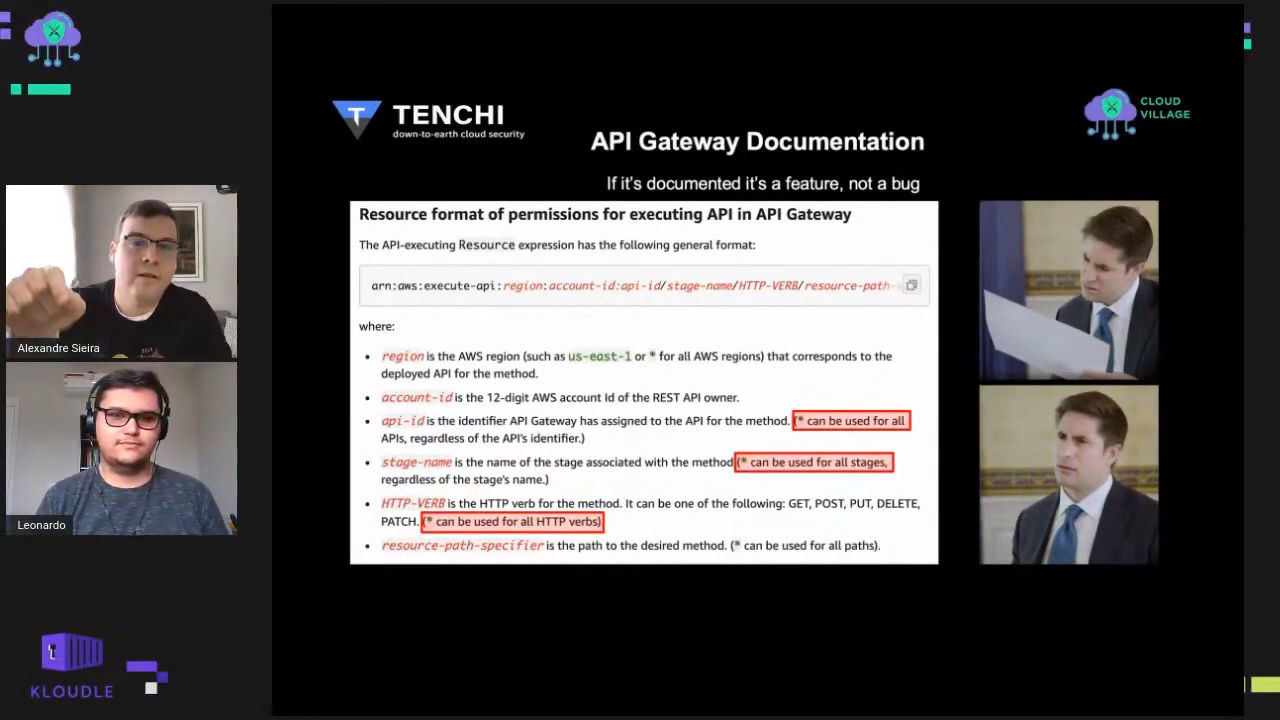 TENCHI
down-to-earth cloud security
CLOUD
VILLAGE
API Gateway Documentation
If it's documented it's a feature, not a bug
Resource format of permissions for executing API in API Gateway
The API-executing Resource expression has the following general format:
arn:aws:execute-api:region:account-id:api-id/stage-name/HTTP-VERB/resource-path-
where:
• region is the AWS region (such as us-east-1 or * for all AWS regions) that corresponds to the
deployed API for the method.
• account-id is the 12-digit AWS account Id of the REST API owner.
• api-id is the identifier API Gateway has assigned to the API for the method. (* can be used for all
APIs, regardless of the API's identifier.)
• stage-name is the name of the stage associated with the method (* can be used for all stages,
regardless of the stage's name.)
• HTTP-VERB is the HTTP verb for the method. It can be one of the following: GET, POST, PUT, DELETE,
PATCH. (* can be used for all HTTP verbs).
• resource-path-specifier is the path to the desired method. (* can be used for all paths).
Alexandre Sieira
Leonardo
KLOUDLE